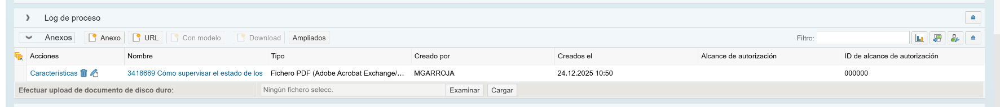 Log de proceso
Anexos Anexo URL Con modelo Download Ampliados Filtro:
Acciones Nombre Tipo Creado por Creados el Alcance de autorización ID de alcance de autorización
Características 3418669 Cómo supervisar el estado de los Fichero PDF (Adobe Acrobat Exchange/... MGARROJA 24.12.2025 10:50 000000
Efectuar upload de documento de disco duro: Ningún fichero selecc. Examinar Cargar